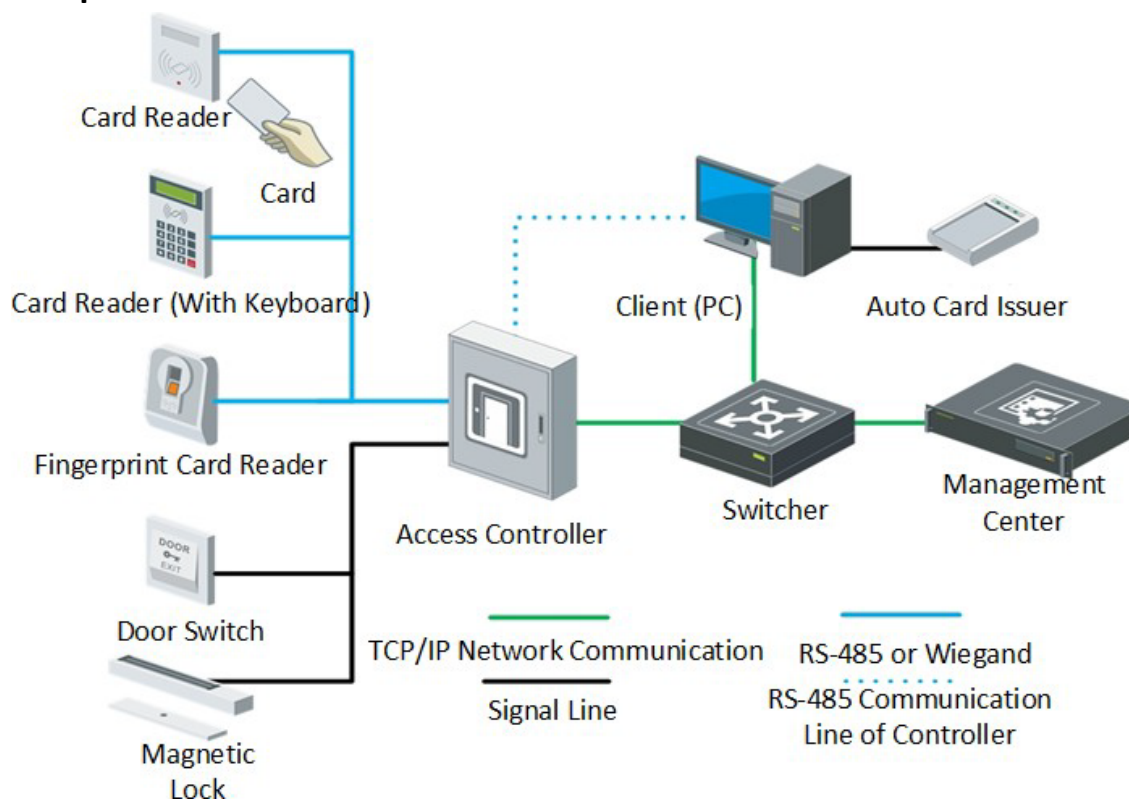 Card Reader
Card
Card Reader (With Keyboard)
Client (PC)
Auto Card Issuer
Fingerprint Card Reader
Access Controller
Switcher
Management
Center
DOOR
EXIT
Door Switch
TCP/IP Network Communication
RS-485 or Wiegand
Signal Line
RS-485 Communication
Line of Controller
Magnetic
Lock